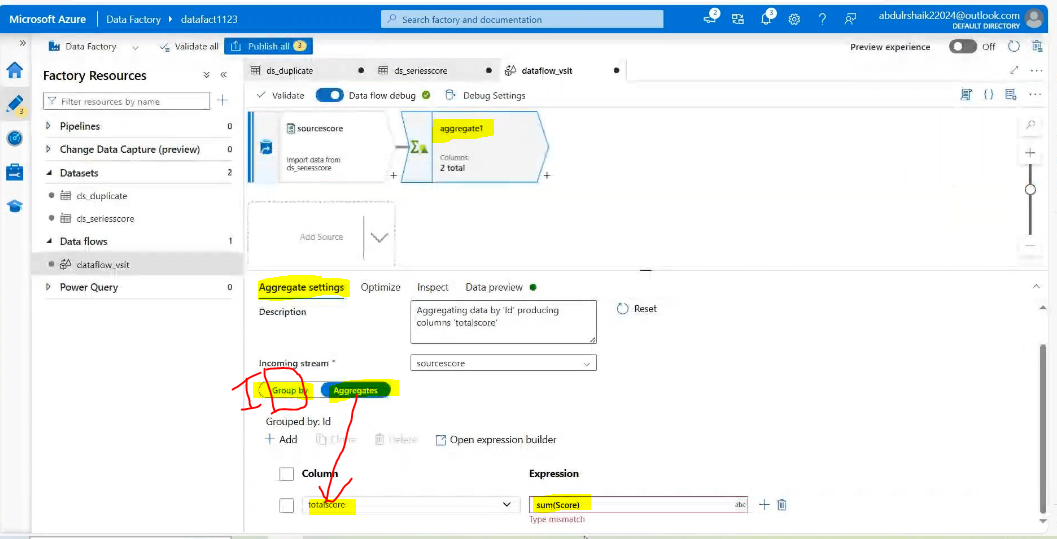 Microsoft Azure Data Factory datafact1123 Search factory and documentation 2 3 abdulrshaik22024@outlook.com
DEFAULT DIRECTORY
» Data Factory Validate all Publish all 3 Preview experience Off
Factory Resources « ds_duplicate ds_seriesscore dataflow_vsit
Filter resources by name Validate Data flow debug Debug Settings
3
Pipelines 0
Change Data Capture (preview) 0
Datasets 2
ds_duplicate
ds_seriesscore
Data flows 1
dataflow_vsit
Power Query 0
sourcescore
Import data from
ds_seriesscore
aggregate1
Columns:
2 total
Add Source
Aggregate settings Optimize Inspect Data preview
Description
Aggregating data by 'Id' producing
columns 'totalscore'
Reset
Incoming stream * sourcescore
ID
Group by Aggregates
Grouped by: Id
Add Clone Delete Open expression builder
Column Expression
totalscore sum(Score) abc
Type mismatch